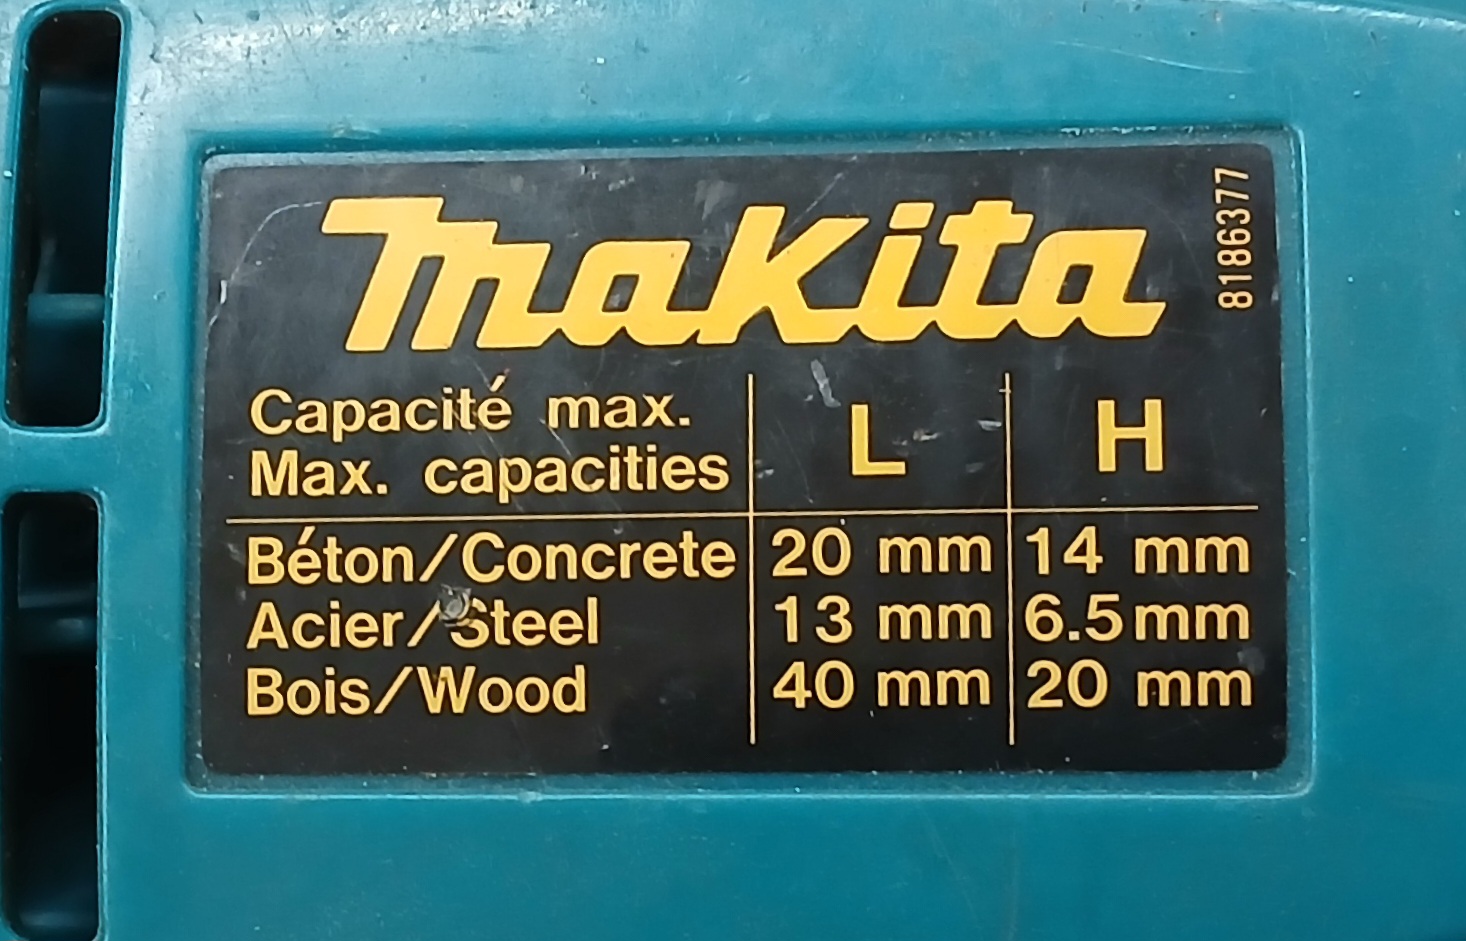 makita
8186377
Capacité max.
Max. capacities
L H
Béton/Concrete 20 mm 14 mm
Acier/Steel 13 mm 6.5mm
Bois/Wood 40 mm 20 mm